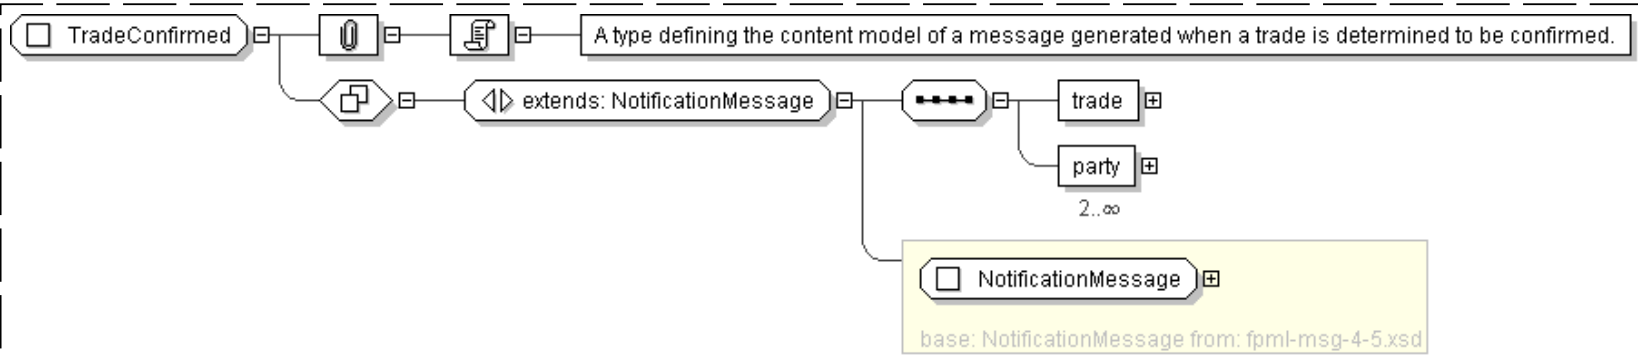 TradeConfirmed
A type defining the content model of a message generated when a trade is determined to be confirmed.
extends: NotificationMessage
trade
party
2..∞
NotificationMessage
base: NotificationMessage from: fpml-msg-4-5.xsd